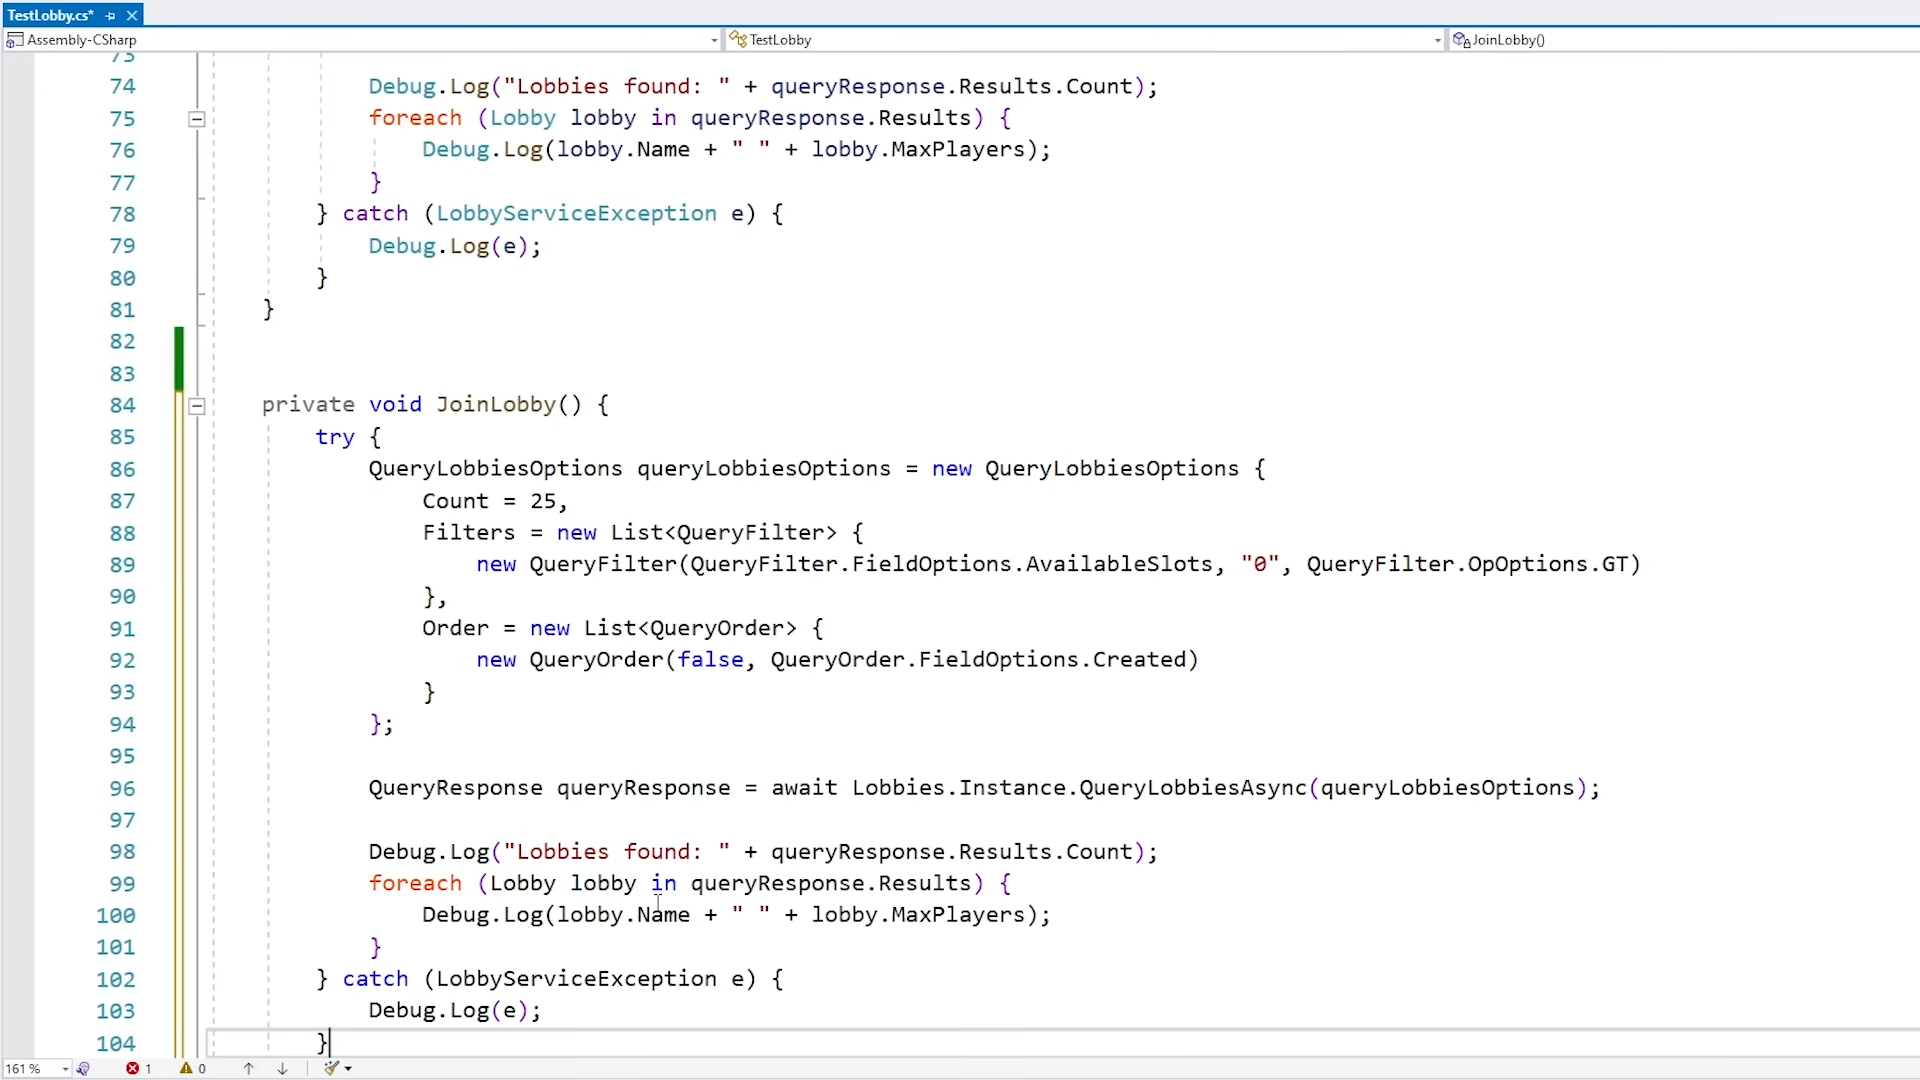 TestLobby.cs*
Assembly-CSharp
TestLobby
JoinLobby()
73
74 Debug.Log("Lobbies found: " + queryResponse.Results.Count);
75 foreach (Lobby lobby in queryResponse.Results) {
76 Debug.Log(lobby.Name + " " + lobby.MaxPlayers);
77 }
78 } catch (LobbyServiceException e) {
79 Debug.Log(e);
80 }
81 }
82
83
84 private void JoinLobby() {
85 try {
86 QueryLobbiesOptions queryLobbiesOptions = new QueryLobbiesOptions {
87 Count = 25,
88 Filters = new List<QueryFilter> {
89 new QueryFilter(QueryFilter.FieldOptions.AvailableSlots, "0", QueryFilter.OpOptions.GT)
90 },
91 Order = new List<QueryOrder> {
92 new QueryOrder(false, QueryOrder.FieldOptions.Created)
93 }
94 };
95
96 QueryResponse queryResponse = await Lobbies.Instance.QueryLobbiesAsync(queryLobbiesOptions);
97
98 Debug.Log("Lobbies found: " + queryResponse.Results.Count);
99 foreach (Lobby lobby in queryResponse.Results) {
100 Debug.Log(lobby.Name + " " + lobby.MaxPlayers);
101 }
102 } catch (LobbyServiceException e) {
103 Debug.Log(e);
104 }
161 % 1 0